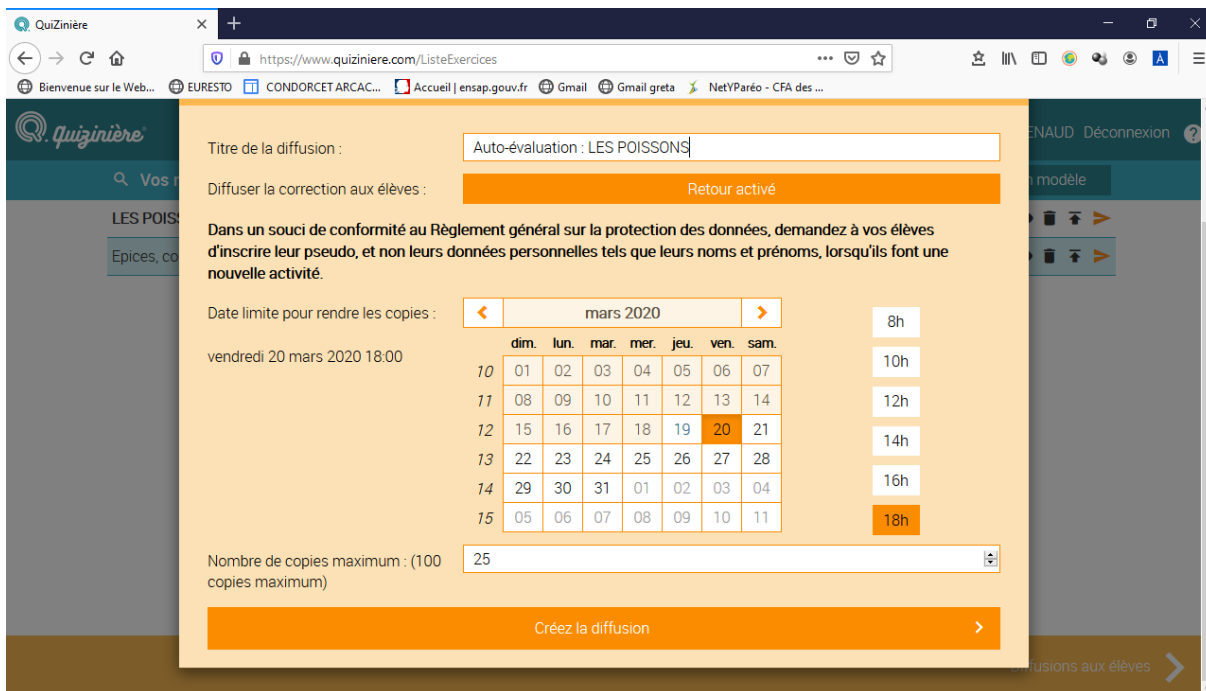 QuiZinière
https://www.quiziniere.com/ListeExercices
Bienvenue sur le Web... EURESTO CONDORCET ARCAC... Accueil | ensap.gouv.fr Gmail Gmail greta NetYParéo - CFA des ...
Quizinière ENAUD Déconnexion ?
Titre de la diffusion : Auto-évaluation : LES POISSONS
Vos
Diffuser la correction aux élèves : Retour activé
modèle
LES POIS
Dans un souci de conformité au Règlement général sur la protection des données, demandez à vos élèves
d'inscrire leur pseudo, et non leurs données personnelles tels que leurs noms et prénoms, lorsqu'ils font une
Epices, co
nouvelle activité.
Date limite pour rendre les copies : mars 2020
8h
dim. lun. mar. mer. jeu. ven. sam.
vendredi 20 mars 2020 18:00
10h
10 01 02 03 04 05 06 07
11 08 09 10 11 12 13 14
12h
12 15 16 17 18 19 20 21
14h
13 22 23 24 25 26 27 28
16h
14 29 30 31 01 02 03 04
15 05 06 07 08 09 10 11
18h
Nombre de copies maximum : (100 25
copies maximum)
Créez la diffusion
fusions aux élèves